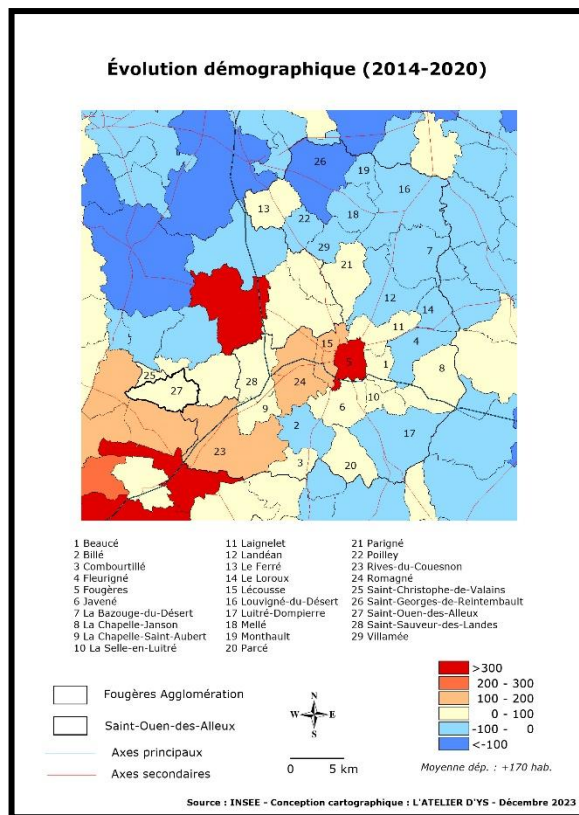 Évolution démographique (2014-2020)
26
19
16
13
22
18
7
29
21
12
14
11
15
4
5
1
8
25
28
24
27
10
6
9
2
17
23
3
20
1 Beaucé
2 Billé
3 Combourtillé
4 Fleurigné
5 Fougères
6 Javené
7 La Bazouge-du-Désert
8 La Chapelle-Janson
9 La Chapelle-Saint-Aubert
10 La Selle-en-Luitré
11 Laignelet
12 Landéan
13 Le Ferré
14 Le Loroux
15 Lécousse
16 Louvigné-du-Désert
17 Luitré-Dompierre
18 Mellé
19 Monthault
20 Parcé
21 Parigné
22 Poilley
23 Rives-du-Couesnon
24 Romagné
25 Saint-Christophe-de-Valains
26 Saint-Georges-de-Reintembault
27 Saint-Ouen-des-Alleux
28 Saint-Sauveur-des-Landes
29 Villamée
Fougères Agglomération
Saint-Ouen-des-Alleux
Axes principaux
Axes secondaires
N
W E
S
0 5 km
>300
200 - 300
100 - 200
0 - 100
-100 - 0
<-100
Moyenne dép. : +170 hab.
Source : INSEE - Conception cartographique : L'ATELIER D'YS - Décembre 2023